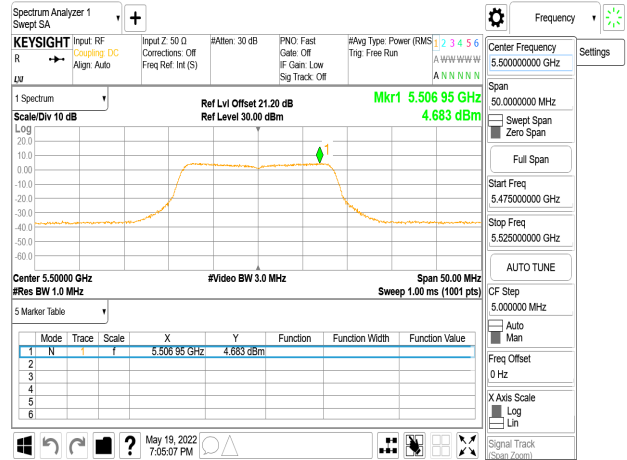 Spectrum Analyzer 1
Swept SA
Frequency
KEYSIGHT
R
Input: RF
Coupling: DC
Align: Auto
Input Z: 50 Ω
Corrections: Off
Freq Ref: Int (S)
#Atten: 30 dB
PNO: Fast
Gate: Off
IF Gain: Low
Sig Track: Off
#Avg Type: Power (RMS
Trig: Free Run
1 2 3 4 5 6
A W W W W W
A N N N N N
1 Spectrum
Scale/Div 10 dB
Ref Lvl Offset 21.20 dB
Ref Level 30.00 dBm
Mkr1 5.506 95 GHz
4.683 dBm
Log
20.0
10.0
0.00
-10.0
-20.0
-30.0
-40.0
-50.0
-60.0
1
Center 5.50000 GHz
#Res BW 1.0 MHz
#Video BW 3.0 MHz
Span 50.00 MHz
Sweep 1.00 ms (1001 pts)
5 Marker Table
Mode Trace Scale X Y Function Function Width Function Value
1 N 1 f 5.506 95 GHz 4.683 dBm
2
3
4
5
6
?
May 19, 2022
7:05:07 PM
Center Frequency
5.500000000 GHz
Settings
Span
50.0000000 MHz
Swept Span
Zero Span
Full Span
Start Freq
5.475000000 GHz
Stop Freq
5.525000000 GHz
AUTO TUNE
CF Step
5.000000 MHz
Auto
Man
Freq Offset
0 Hz
X Axis Scale
Log
Lin
Signal Track
(Span Zoom)